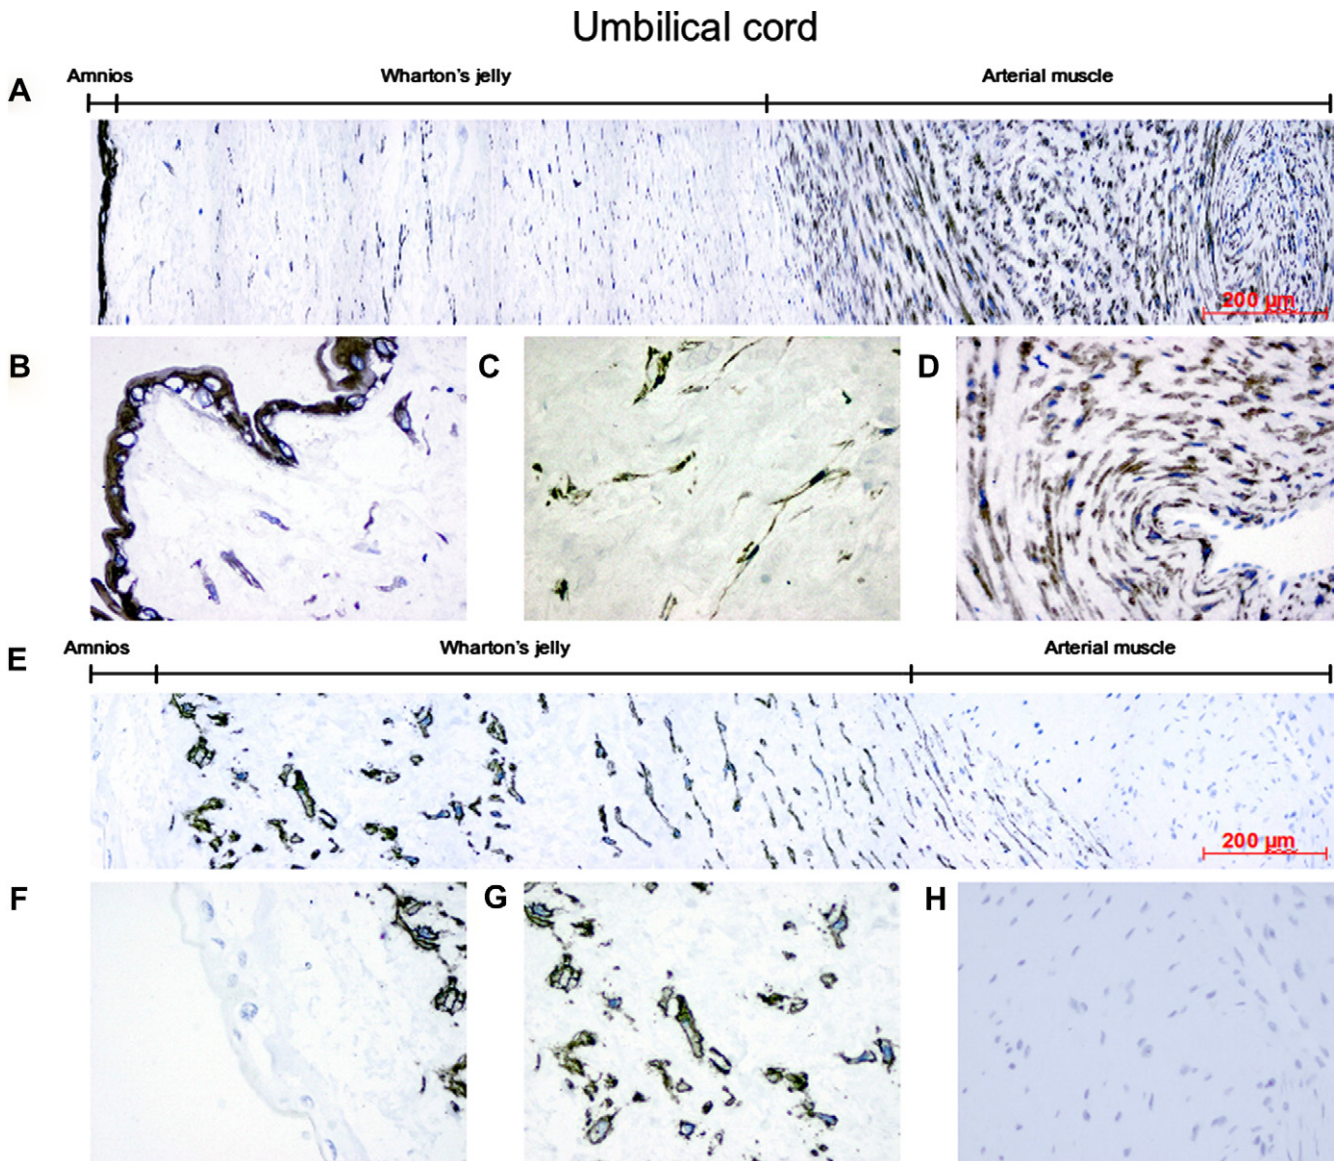 Umbilical cord
A
Amnios
Wharton's jelly
Arterial muscle
200 µm
B
C
D
E
Amnios
Wharton's jelly
Arterial muscle
200 µm
F
G
H